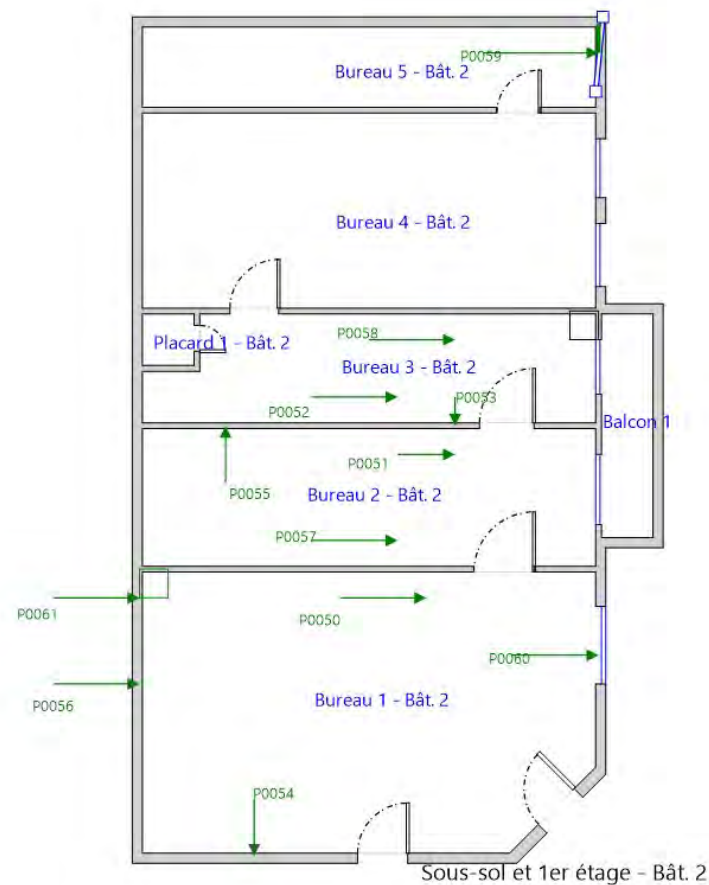 P0059
Bureau 5 - Bât. 2
Bureau 4 - Bât. 2
P0058
Placard 1 - Bât. 2
Bureau 3 - Bât. 2
P0053
P0052
Balcon 1
P0051
P0055
Bureau 2 - Bât. 2
P0057
P0061
P0050
P0060
Bureau 1 - Bât. 2
P0056
P0054
Sous-sol et 1er étage - Bât. 2